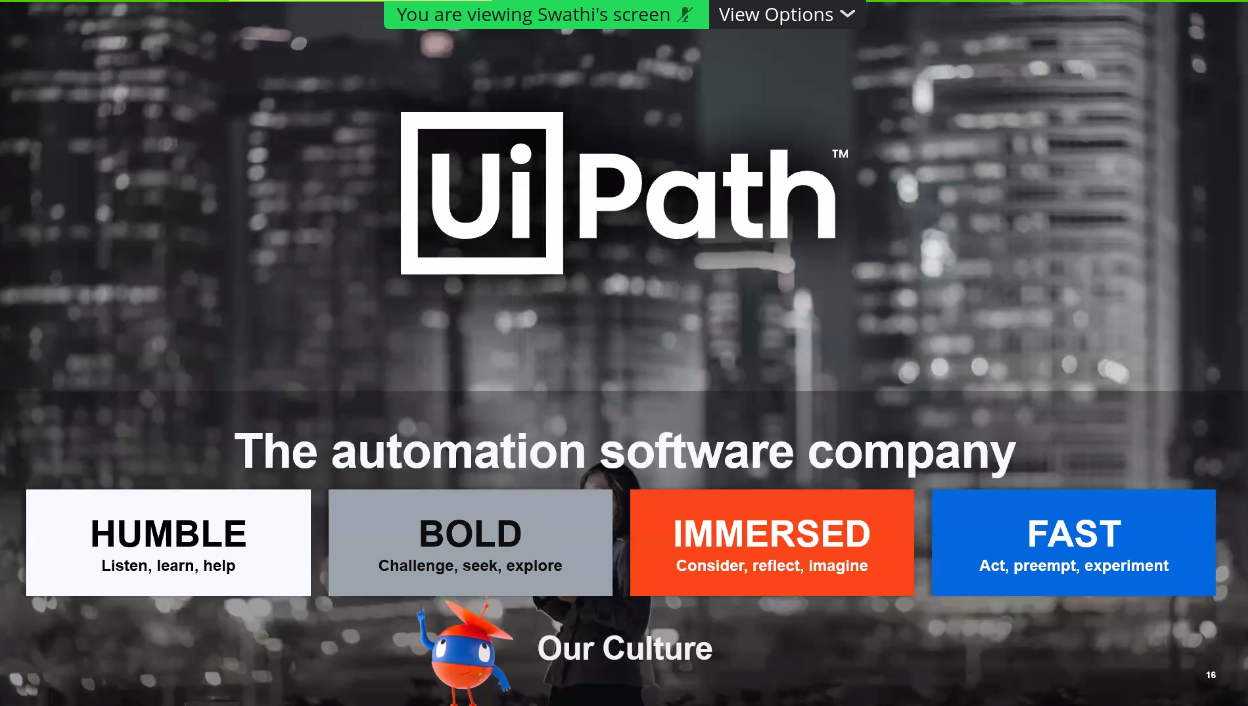 You are viewing Swathi's screen View Options
UiPath™
The automation software company
HUMBLE
Listen, learn, help
BOLD
Challenge, seek, explore
IMMERSED
Consider, reflect, imagine
FAST
Act, preempt, experiment
Our Culture
16